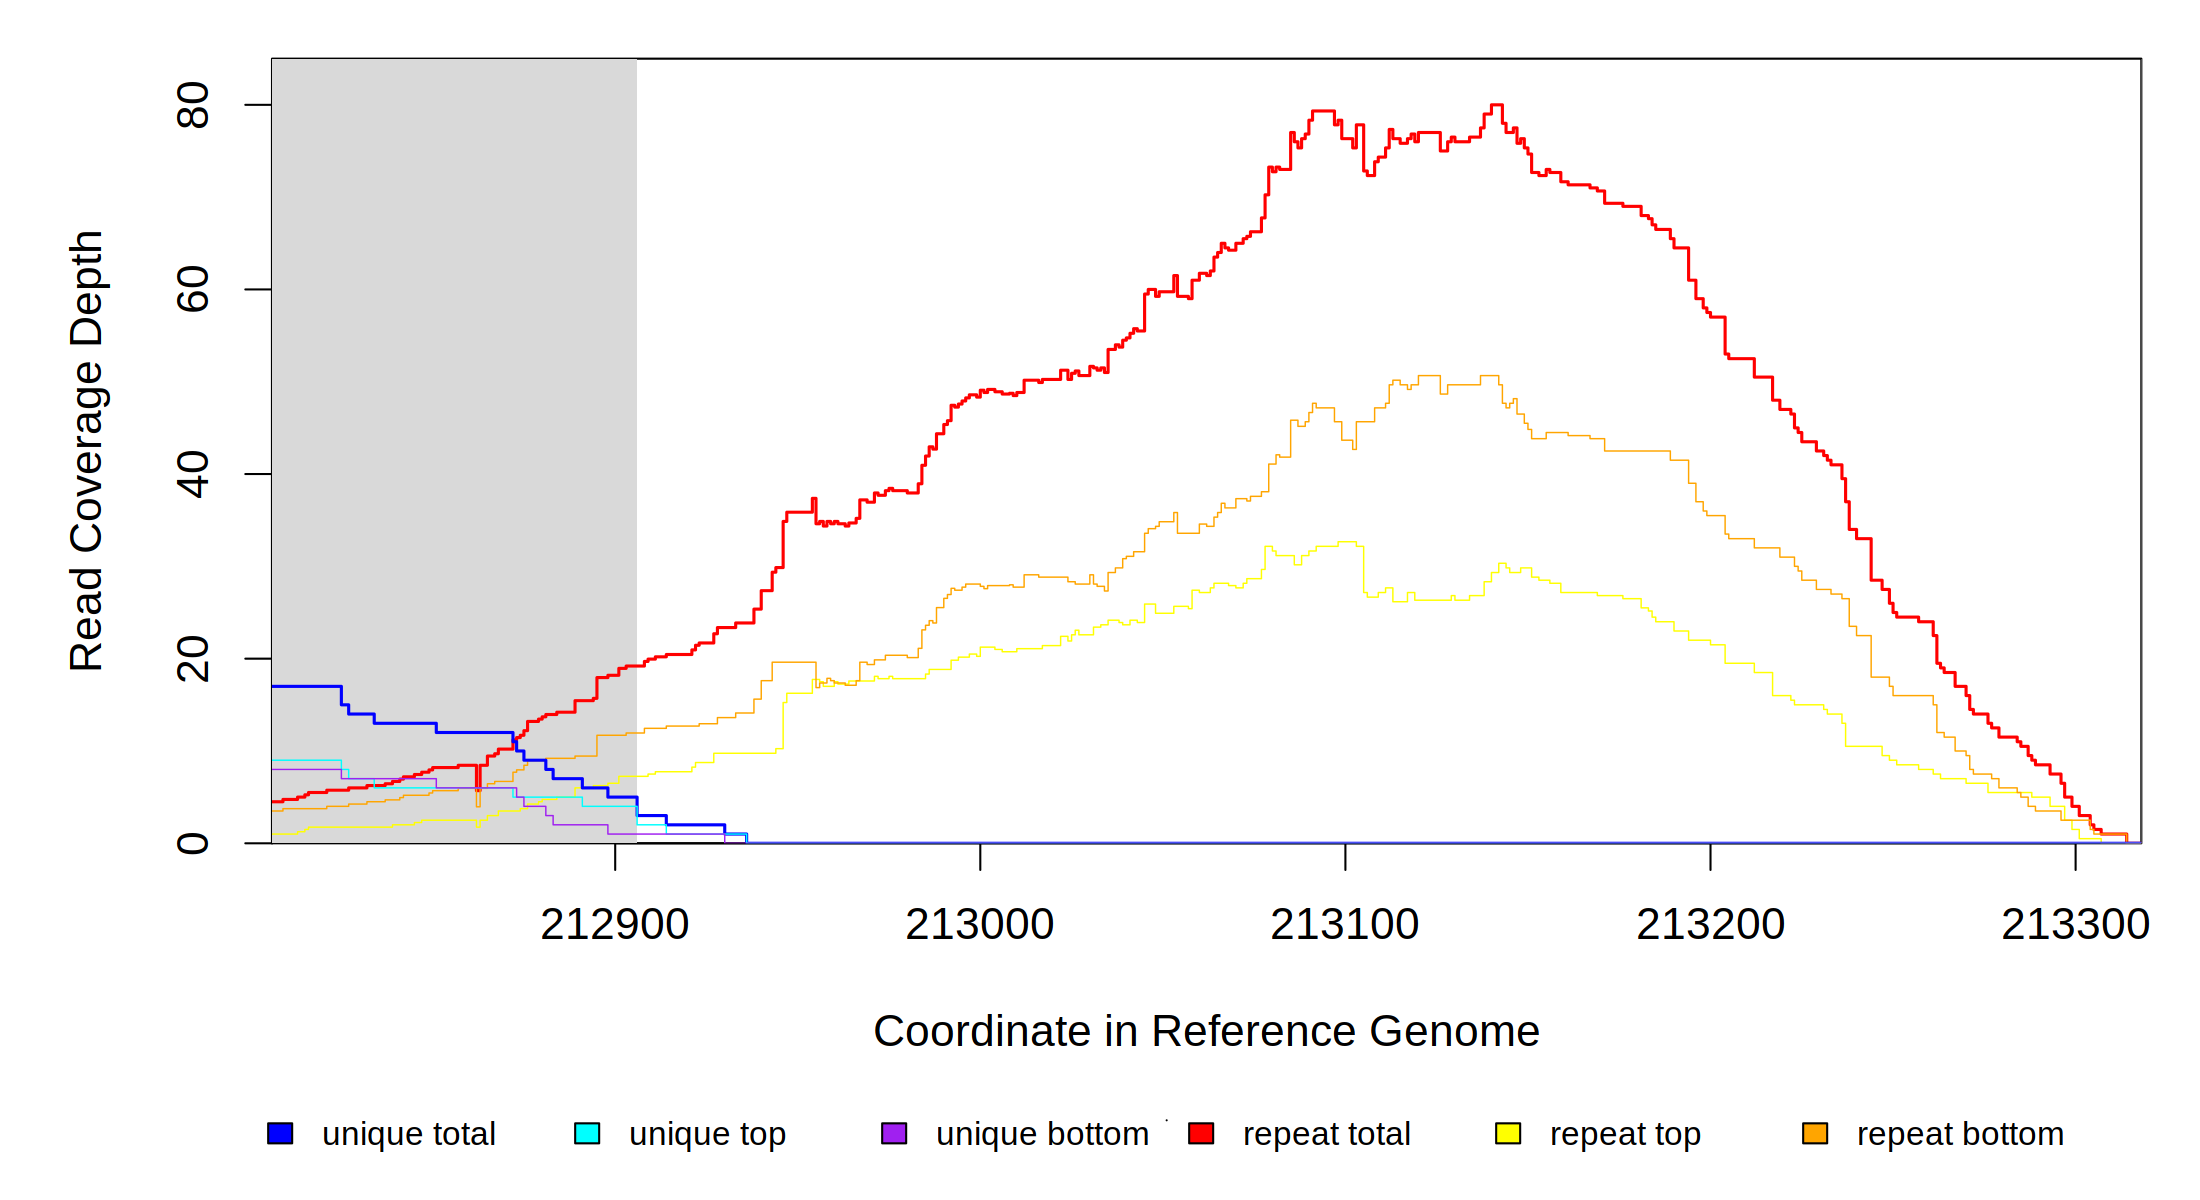 Read Coverage Depth
80
60
40
20
0
212900 213000 213100 213200 213300
Coordinate in Reference Genome
unique total unique top unique bottom repeat total repeat top repeat bottom